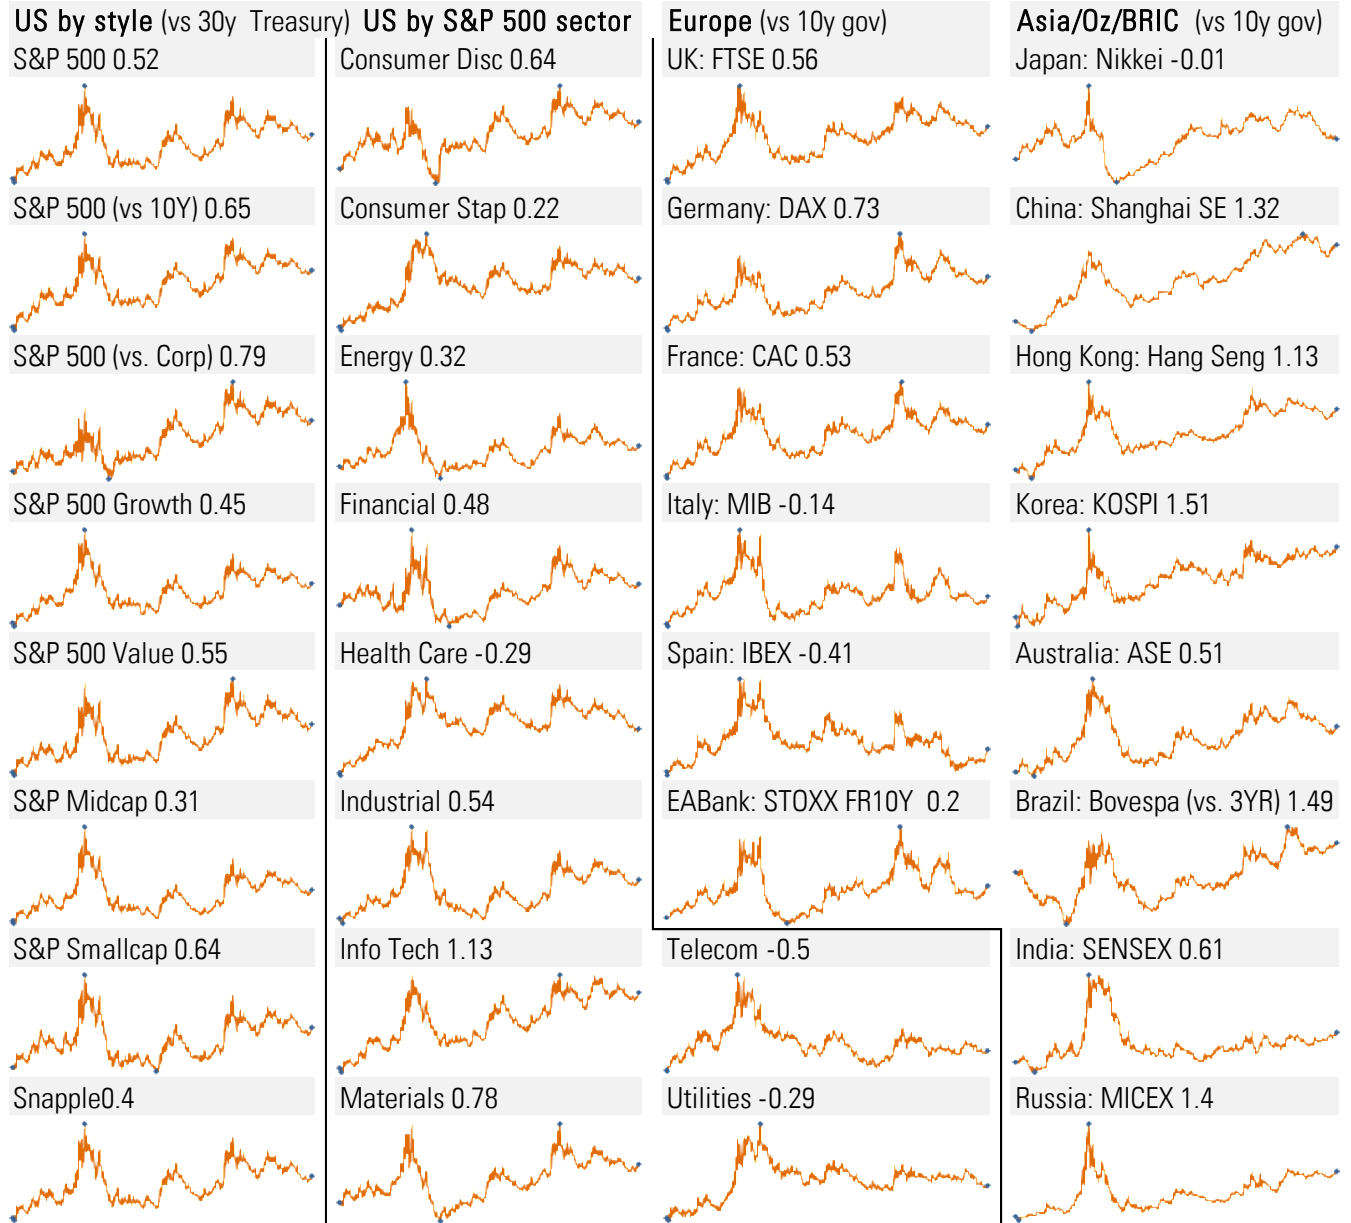 US by style (vs 30y Treasury) US by S&P 500 sector Europe (vs 10y gov) Asia/Oz/BRIC (vs 10y gov)
S&P 500 0.52 Consumer Disc 0.64 UK: FTSE 0.56 Japan: Nikkei -0.01
S&P 500 (vs 10Y) 0.65 Consumer Stap 0.22 Germany: DAX 0.73 China: Shanghai SE 1.32
S&P 500 (vs. Corp) 0.79 Energy 0.32 France: CAC 0.53 Hong Kong: Hang Seng 1.13
S&P 500 Growth 0.45 Financial 0.48 Italy: MIB -0.14 Korea: KOSPI 1.51
S&P 500 Value 0.55 Health Care -0.29 Spain: IBEX -0.41 Australia: ASE 0.51
S&P Midcap 0.31 Industrial 0.54 EABank: STOXX FR10Y 0.2 Brazil: Bovespa (vs. 3YR) 1.49
S&P Smallcap 0.64 Info Tech 1.13 Telecom -0.5 India: SENSEX 0.61
Snapple0.4 Materials 0.78 Utilities -0.29 Russia: MICEX 1.4